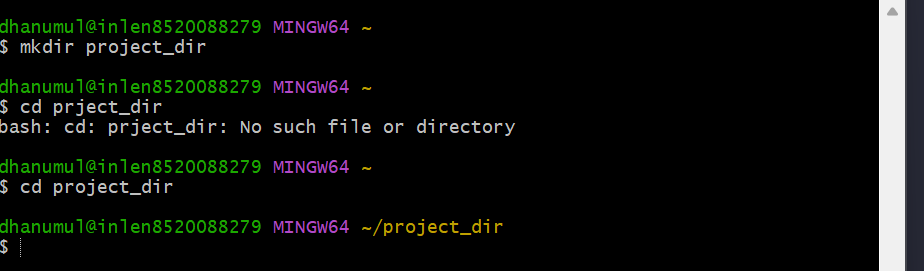 dhanumul@inlen8520088279 MINGW64 ~
$ mkdir project_dir
dhanumul@inlen8520088279 MINGW64 ~
$ cd prject_dir
bash: cd: prject_dir: No such file or directory
dhanumul@inlen8520088279 MINGW64 ~
$ cd project_dir
dhanumul@inlen8520088279 MINGW64 ~/project_dir
$